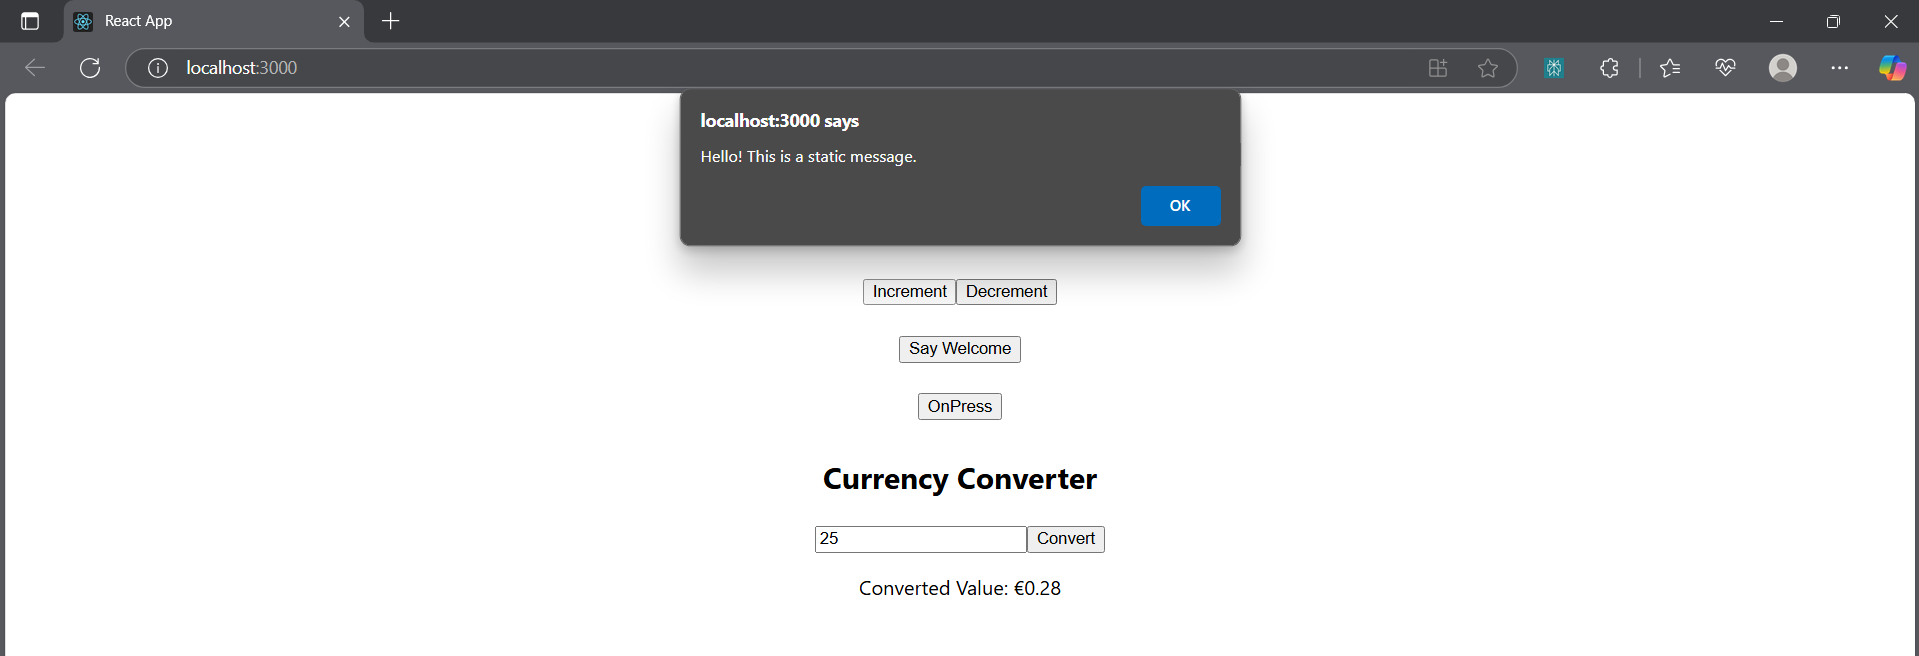 React App
localhost:3000
localhost:3000 says
Hello! This is a static message.
OK
Increment Decrement
Say Welcome
OnPress
Currency Converter
25 Convert
Converted Value: €0.28